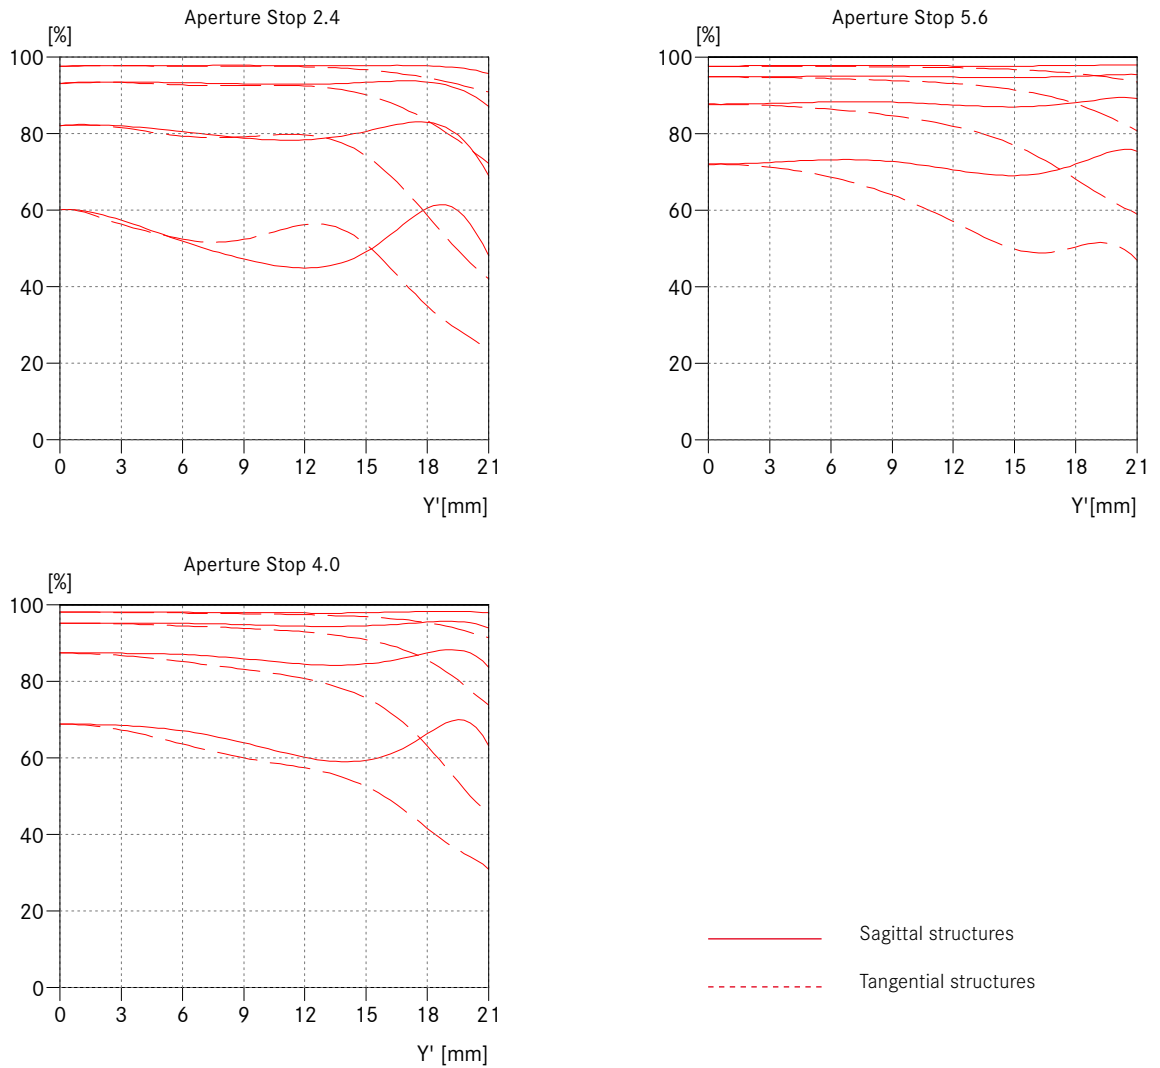 Aperture Stop 2.4
[%]
100
80
60
40
20
0
0 3 6 9 12 15 18 21
Y'[mm]
Aperture Stop 5.6
[%]
100
80
60
40
20
0
0 3 6 9 12 15 18 21
Y'[mm]
Aperture Stop 4.0
[%]
100
80
60
40
20
0
0 3 6 9 12 15 18 21
Y' [mm]
Sagittal structures
Tangential structures